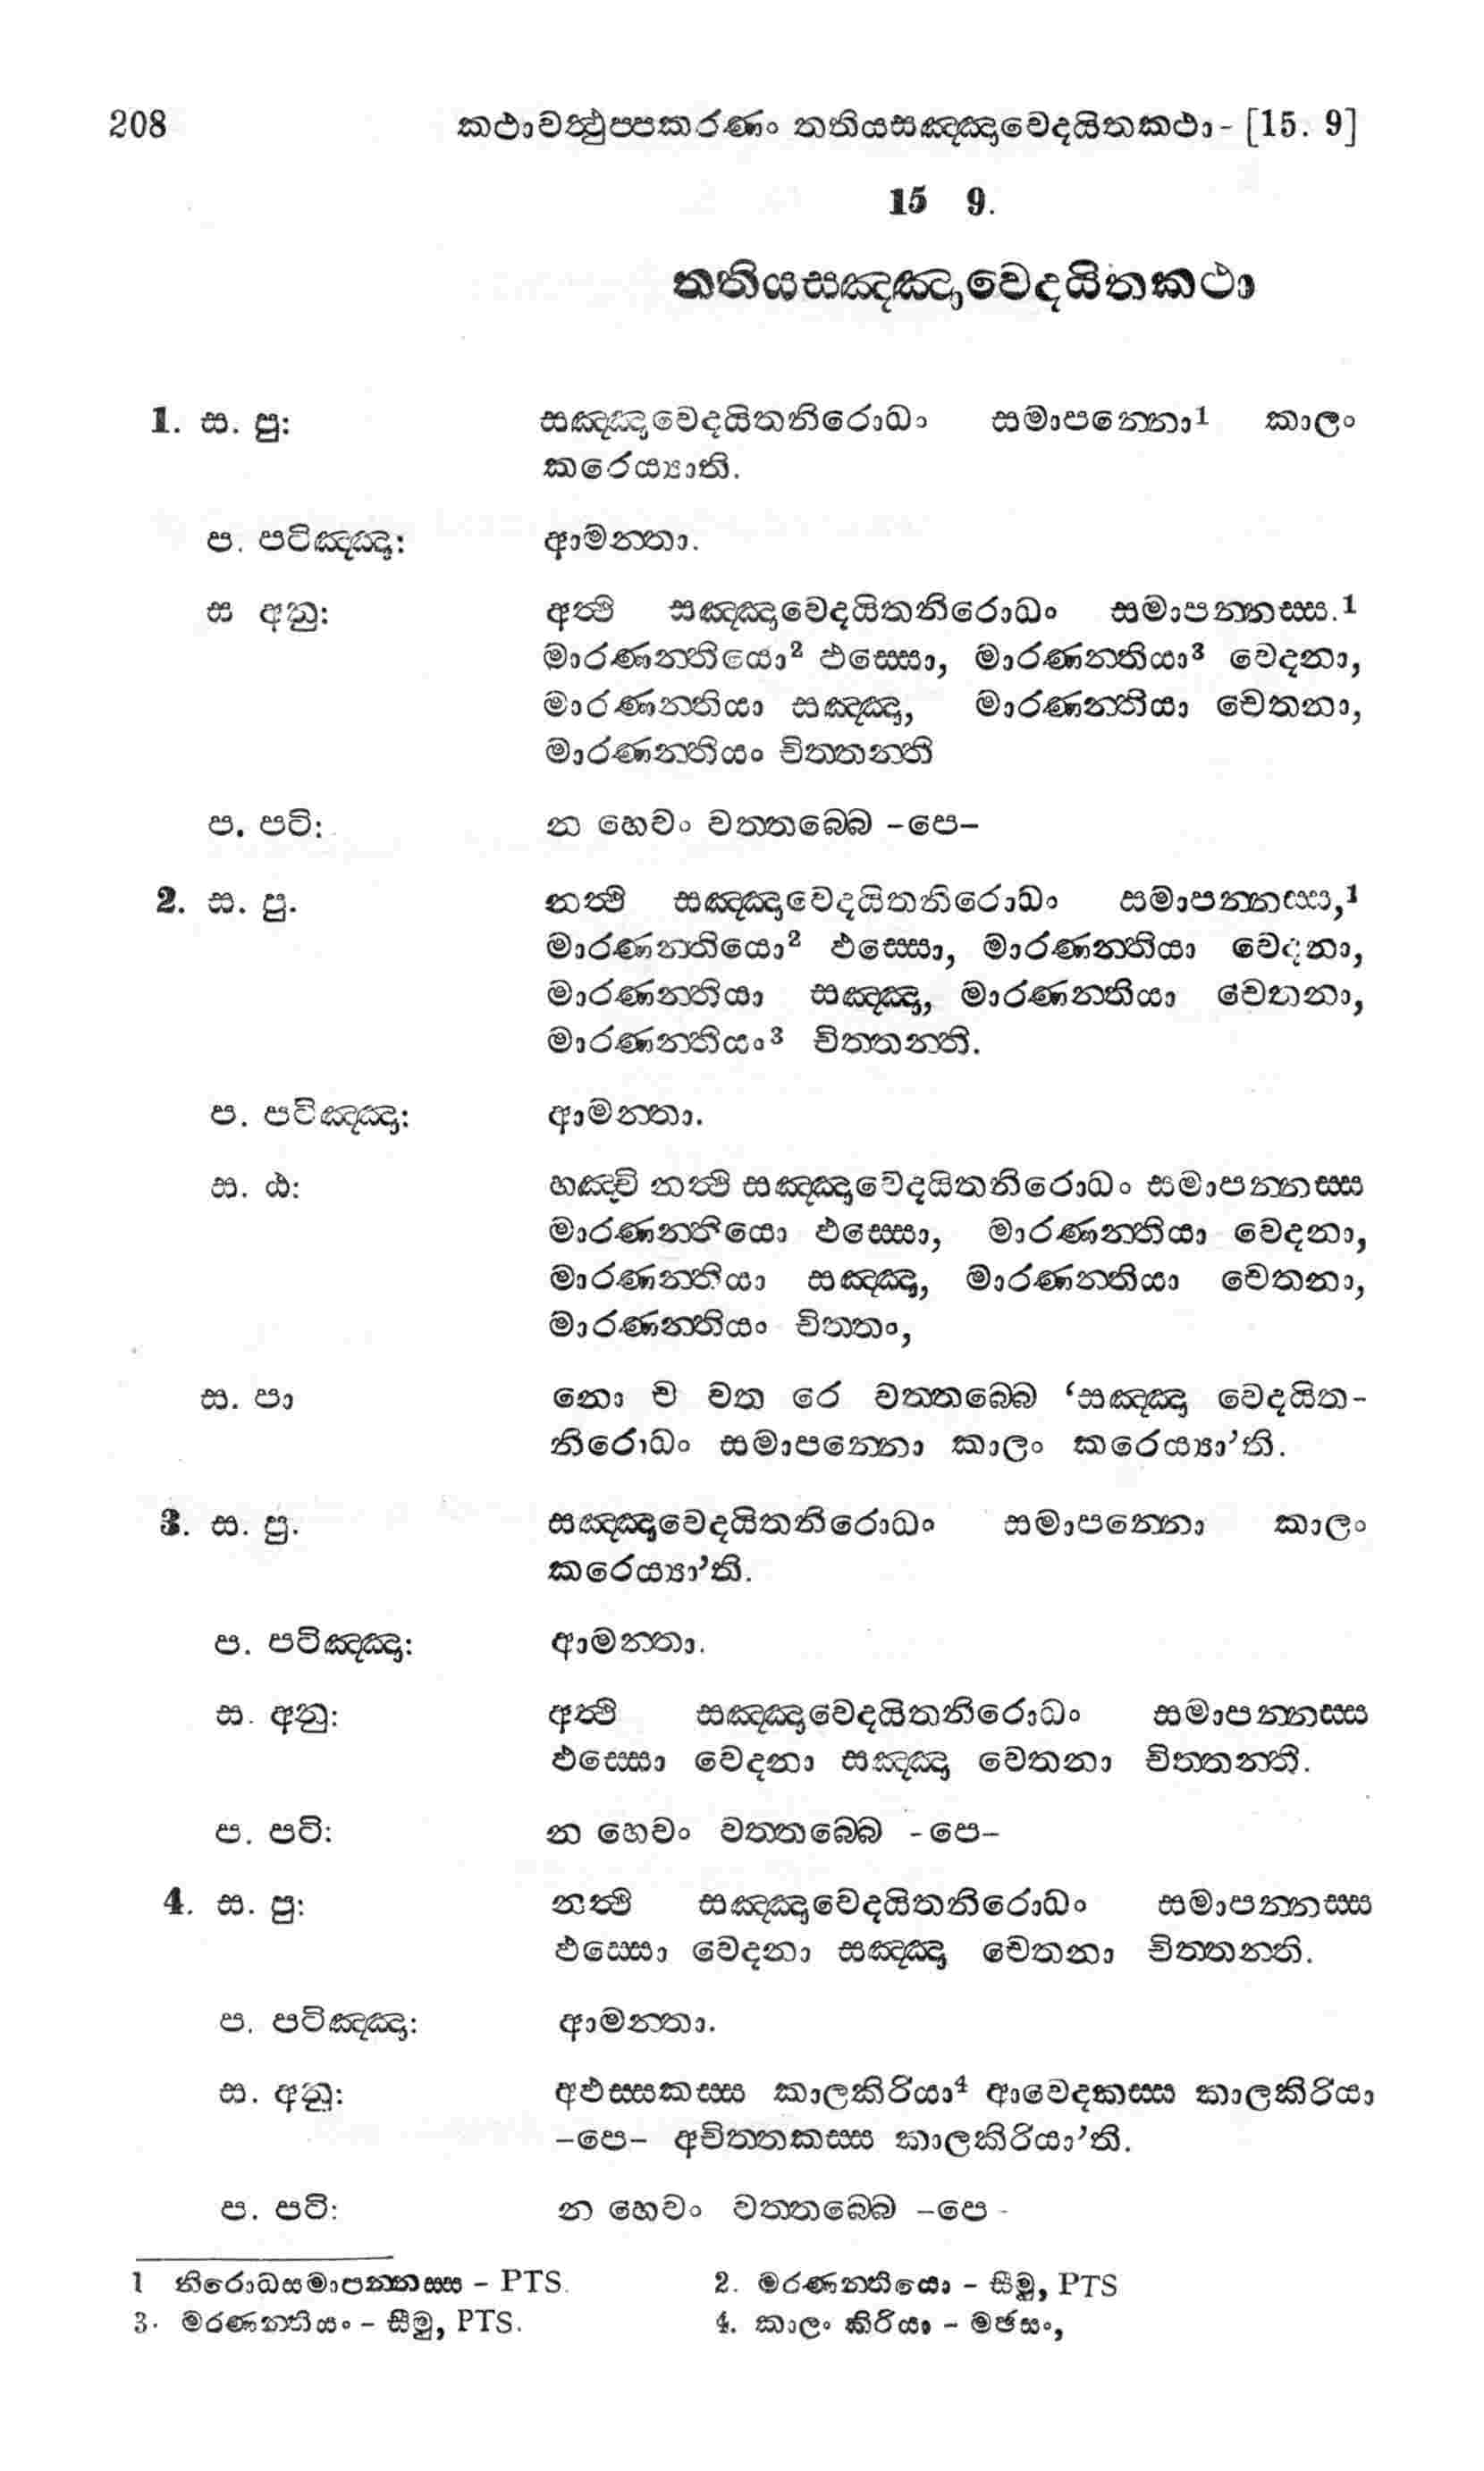 208 කථාවත්‍ථුප්පකරණං තතියසඤ්ඤාවෙදයිතකථා- [15. 9]
15 9.
තතියසඤ්ඤාවෙදයිතකථා
1. ස. පු: සඤ්ඤාවෙදයිතනිරොධං සමාපන්නො1 කාලං
කරෙය්‍යාති.
ප. පටිඤ්ඤා: ආමන්තා.
ස අනු: අත්‍ථි සඤ්ඤාවෙදයිතනිරොධං සමාපන්නස්ස.1
මාරණන්තියො2 ඵස්සො, මාරණන්තියා3 වෙදනා,
මාරණන්තියා සඤ්ඤා, මාරණන්තියා චෙතනා,
මාරණන්තියං චිත්තන්ති
ප. පටි: න හෙවං වත්තබ්බෙ -පෙ-
2. ස. පු. නත්‍ථි සඤ්ඤාවෙදයිතනිරොධං සමාපන්නස්ස,1
මාරණන්තියො2 ඵස්සො, මාරණන්තියා වෙදනා,
මාරණන්තියා සඤ්ඤා, මාරණන්තියා චෙතනා,
මාරණන්තියං3 චිත්තන්ති.
ප. පටිඤ්ඤා: ආමන්තා.
ස. ඨ: හඤ්චි නත්‍ථි සඤ්ඤාවෙදයිතනිරොධං සමාපන්නස්ස
මාරණන්තියො ඵස්සො, මාරණන්තියා වෙදනා,
මාරණන්තියා සඤ්ඤා, මාරණන්තියා චෙතනා,
මාරණන්තියං චිත්තං,
ස. පා නො ච වත රෙ වත්තබ්බෙ ‘සඤ්ඤා වෙදයිත-
නිරොධං සමාපන්නො කාලං කරෙය්‍යා’ති.
3. ස. පු. සඤ්ඤාවෙදයිතනිරොධං සමාපන්නො කාලං
කරෙය්‍යා’ති.
ප. පටිඤ්ඤා: ආමන්තා.
ස. අනු: අත්‍ථි සඤ්ඤාවෙදයිතනිරොධං සමාපන්නස්ස
ඵස්සො වෙදනා සඤ්ඤා චෙතනා චිත්තන්ති.
ප. පටි: න හෙවං වත්තබ්බෙ -පෙ-
4. ස. පු: නත්‍ථි සඤ්ඤාවෙදයිතනිරොධං සමාපන්නස්ස
ඵස්සො වෙදනා සඤ්ඤා චෙතනා චිත්තන්ති.
ප. පටිඤ්ඤා: ආමන්තා.
ස. අනු: අඵස්සකස්ස කාලකිරියා4 ආවෙදකස්ස කාලකිරියා
-පෙ- අචිත්තකස්ස කාලකිරියා’ති.
ප. පටි: න හෙවං වත්තබ්බෙ -පෙ -
1 නිරොධසමාපන්නස්ස - PTS. 2. මරණන්තියො - සීමු, PTS
3. මරණන්තියං - සීමු, PTS. 4. කාලං කිරියා - මඡසං,